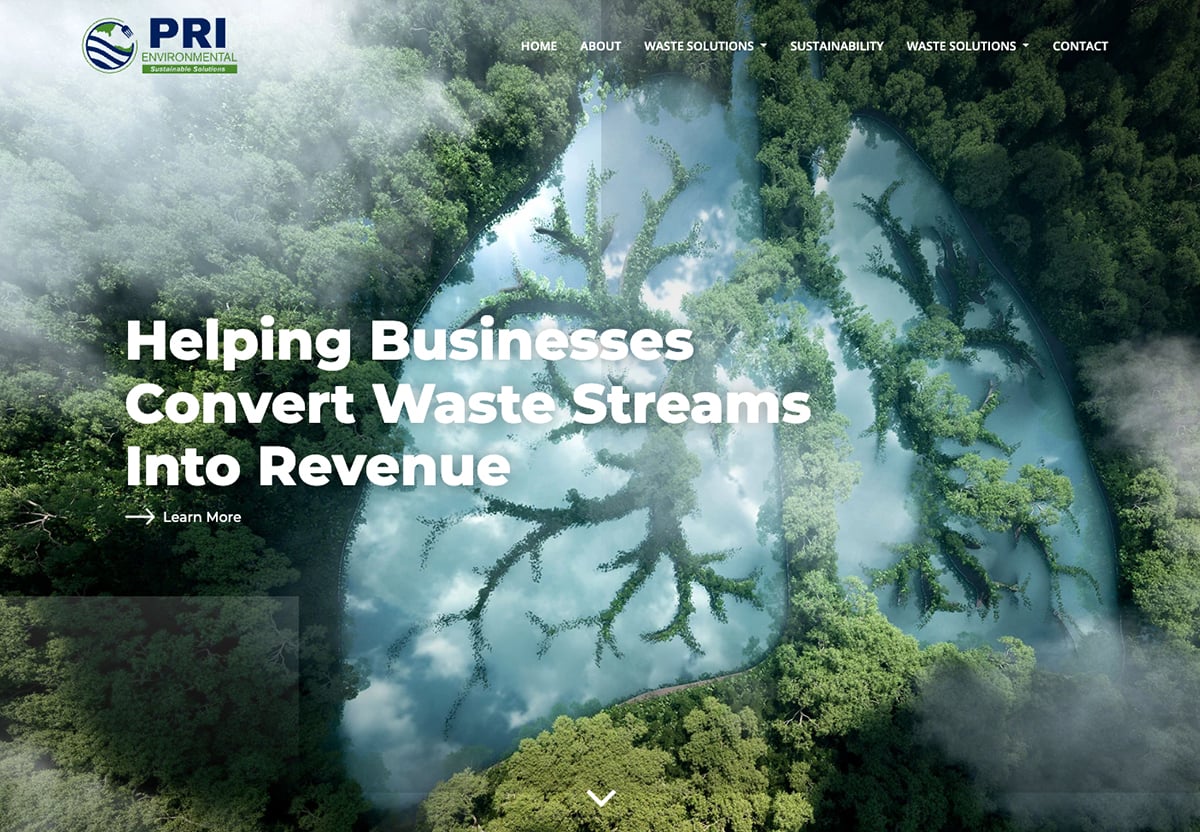 PRI
ENVIRONMENTAL
Sustainable Solutions
HOME ABOUT WASTE SOLUTIONS SUSTAINABILITY WASTE SOLUTIONS CONTACT
Helping Businesses
Convert Waste Streams
Into Revenue
Learn More